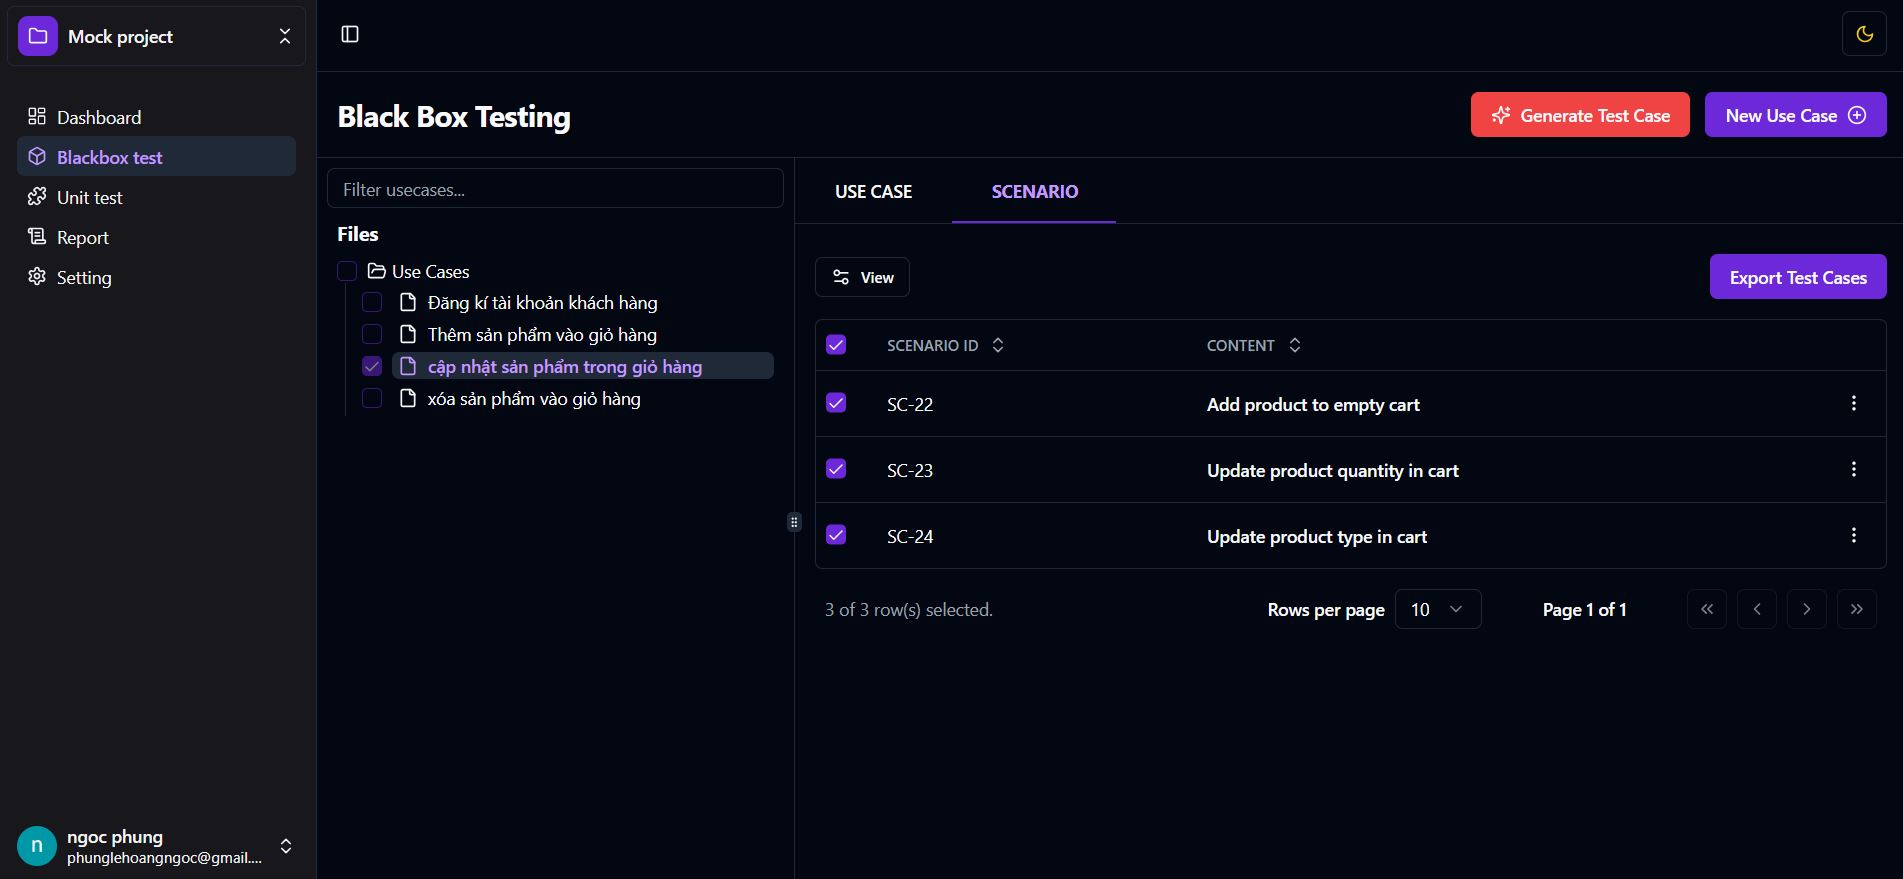 Mock project
Dashboard
Blackbox test
Unit test
Report
Setting
ngoc phung
phunglehoangngoc@gmail....
Black Box Testing
Generate Test Case
New Use Case
Filter usecases...
Files
Use Cases
Đăng kí tài khoản khách hàng
Thêm sản phẩm vào giỏ hàng
cập nhật sản phẩm trong giỏ hàng
xóa sản phẩm vào giỏ hàng
USE CASE SCENARIO
View
Export Test Cases
SCENARIO ID CONTENT
SC-22 Add product to empty cart
SC-23 Update product quantity in cart
SC-24 Update product type in cart
3 of 3 row(s) selected. Rows per page 10 Page 1 of 1
n